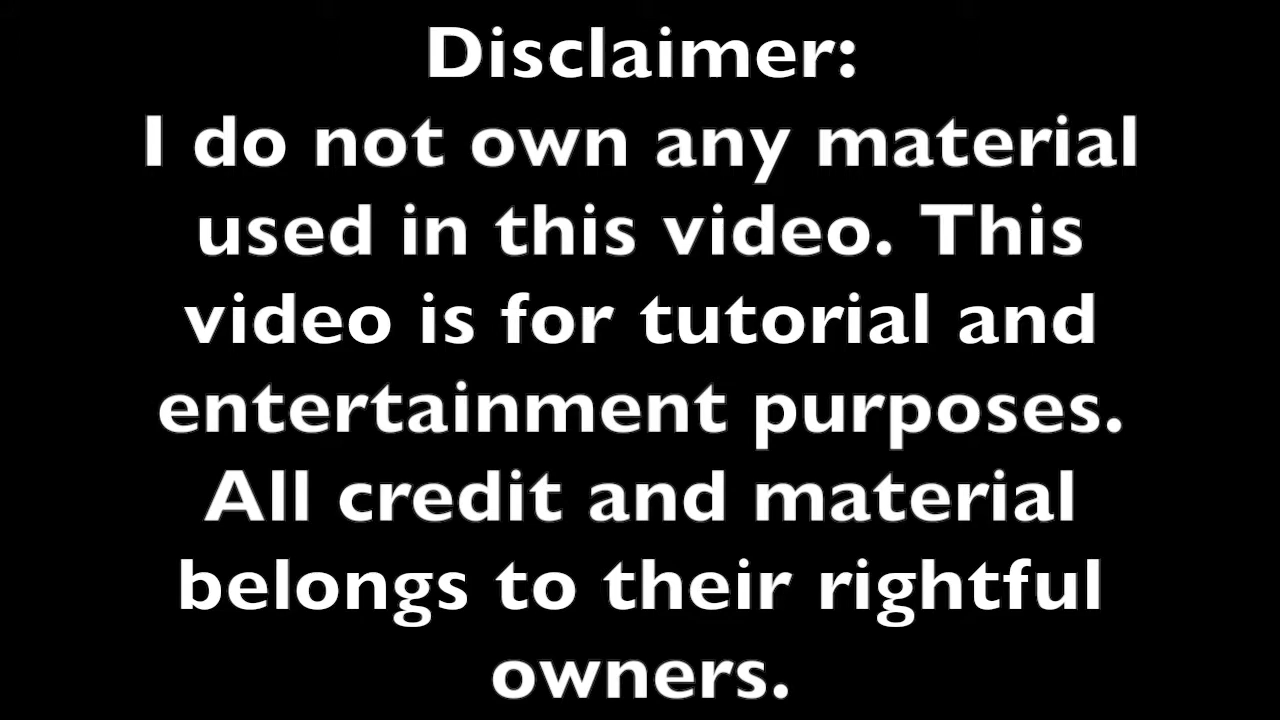 Disclaimer:
I do not own any material
used in this video. This
video is for tutorial and
entertainment purposes.
All credit and material
belongs to their rightful
owners.